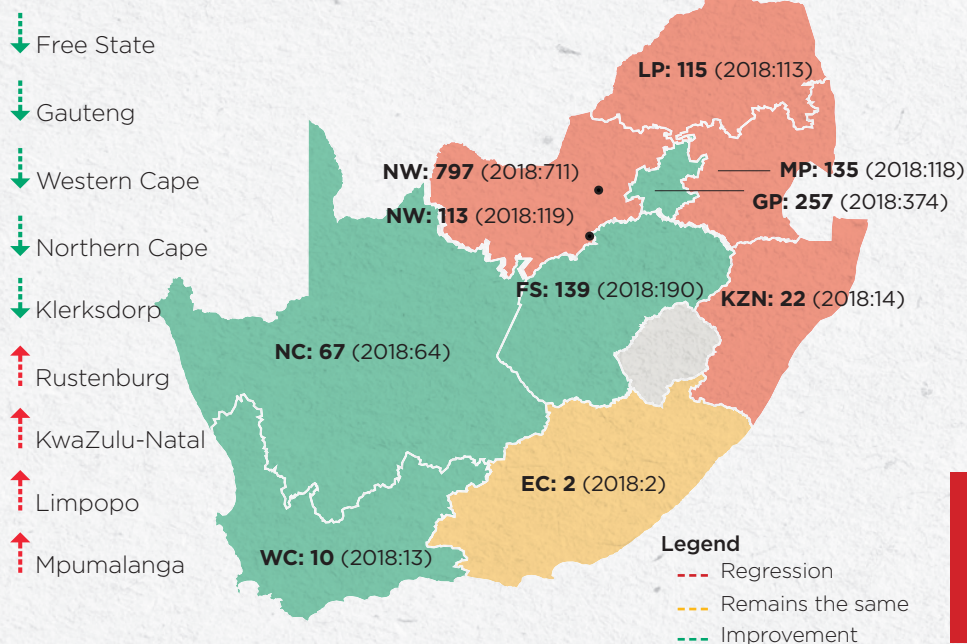 Free State
Gauteng
Western Cape
Northern Cape
Klerksdorp
Rustenburg
KwaZulu-Natal
Limpopo
Mpumalanga
LP: 115 (2018:113)
NW: 797 (2018:711)
MP: 135 (2018:118)
GP: 257 (2018:374)
NW: 113 (2018:119)
FS: 139 (2018:190)
KZN: 22 (2018:14)
NC: 67 (2018:64)
EC: 2 (2018:2)
WC: 10 (2018:13)
Legend
Regression
Remains the same
Improvement